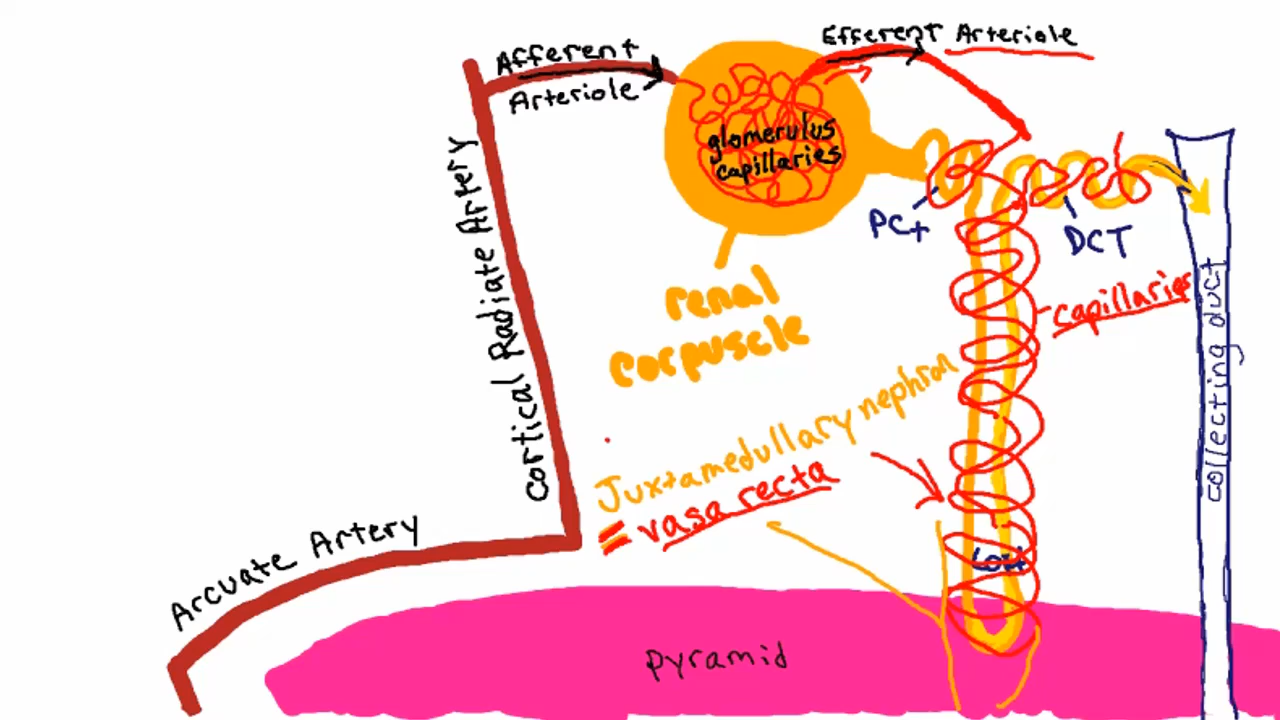 Afferent
Arteriole
Efferent Arteriole
glomerulus
capillaries
PCt
DCT
renal
corpuscle
capillaries
Cortical Radiate Artery
collecting duct
Juxtamedullary nephron
= vasa recta
LOH
Arcuate Artery
pyramid